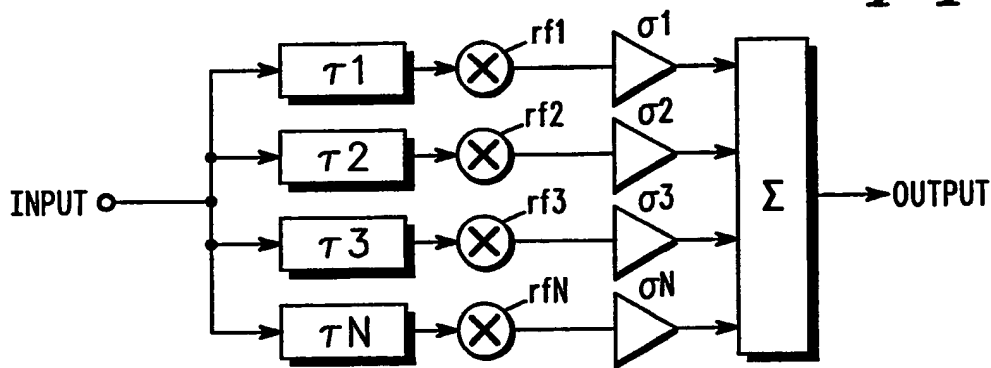 τ1 rf1 σ1
τ2 rf2 σ2
INPUT Σ OUTPUT
τ3 rf3 σ3
τN rfN σN